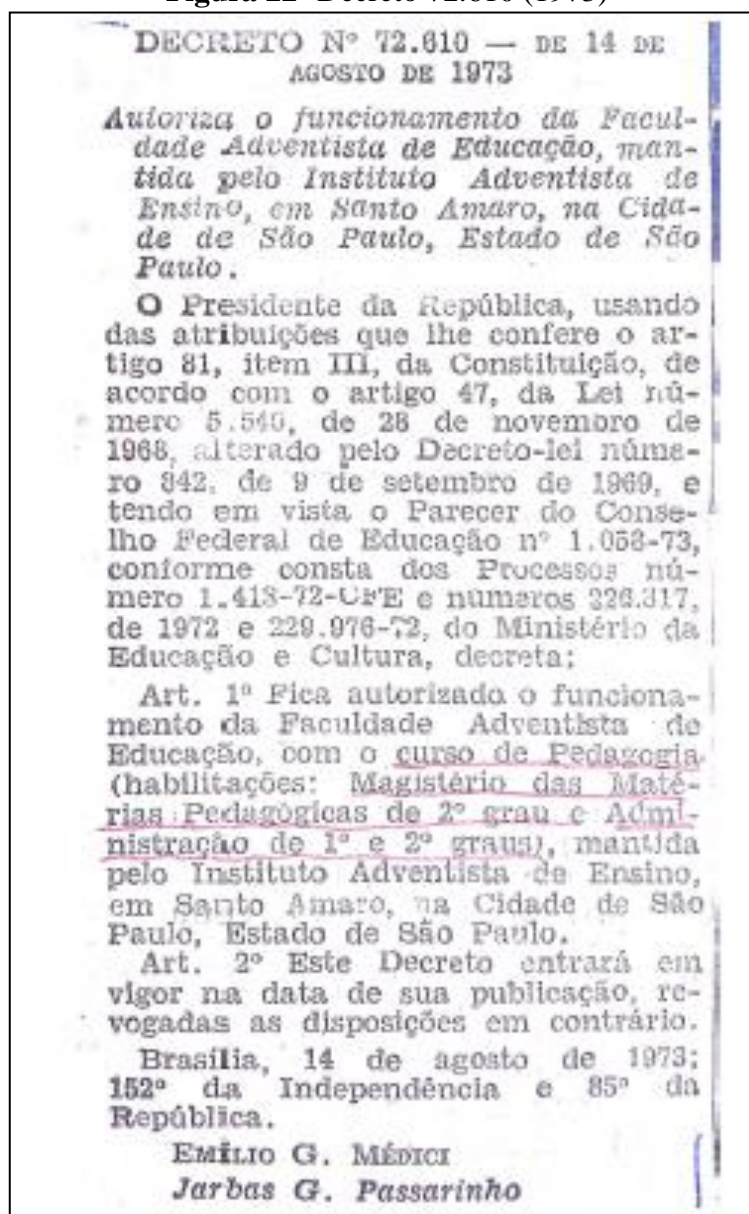 Figura 22- Decreto 72.610 (1973)
DECRETO Nº 72.610 — DE 14 DE
AGOSTO DE 1973
Autoriza o funcionamento da Facul-
dade Adventista de Educação, man-
tida pelo Instituto Adventista de
Ensino, em Santo Amaro, na Cida-
de de São Paulo, Estado de São
Paulo.
O Presidente da República, usando
das atribuições que lhe confere o ar-
tigo 81, item III, da Constituição, de
acordo com o artigo 47, da Lei nú-
mero 5.540, de 28 de novembro de
1968, alterado pelo Decreto-lei núme-
ro 842, de 9 de setembro de 1969, e
tendo em vista o Parecer do Conse-
lho Federal de Educação nº 1.058-73,
conforme consta dos Processos nú-
mero 1.413-72-CFE e números 226.317,
de 1972 e 229.976-72, do Ministério da
Educação e Cultura, decreta:
Art. 1º Fica autorizado o funciona-
mento da Faculdade Adventista de
Educação, com o curso de Pedagogia
(habilitações: Magistério das Maté-
rias Pedagógicas de 2º grau e Admi-
nistração de 1º e 2º graus), mantida
pelo Instituto Adventista de Ensino,
em Santo Amaro, na Cidade de São
Paulo, Estado de São Paulo.
Art. 2º Este Decreto entrará em
vigor na data de sua publicação, re-
vogadas as disposições em contrário.
Brasília, 14 de agosto de 1973;
152º da Independência e 85º da
República.
EMÍLIO G. MÉDICI
Jarbas G. Passarinho